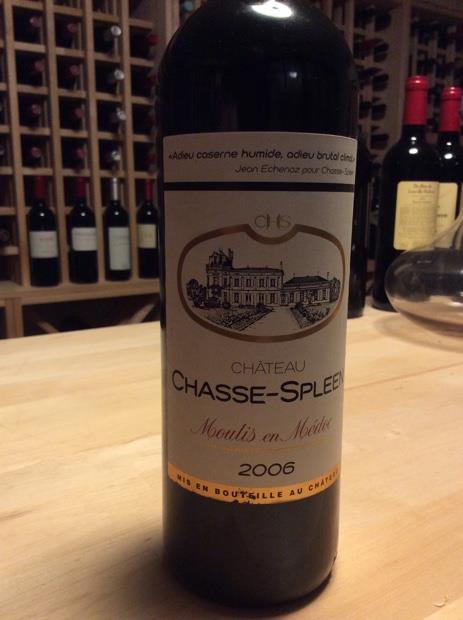 «Adieu caserne humide, adieu brutal climat»
Jean Echenoz pour Chasse-Spleen
CHS
CHÂTEAU
CHASSE-SPLEEN
Moulis en Médoc
2006
MIS EN BOUTEILLE AU CHÂTEAU